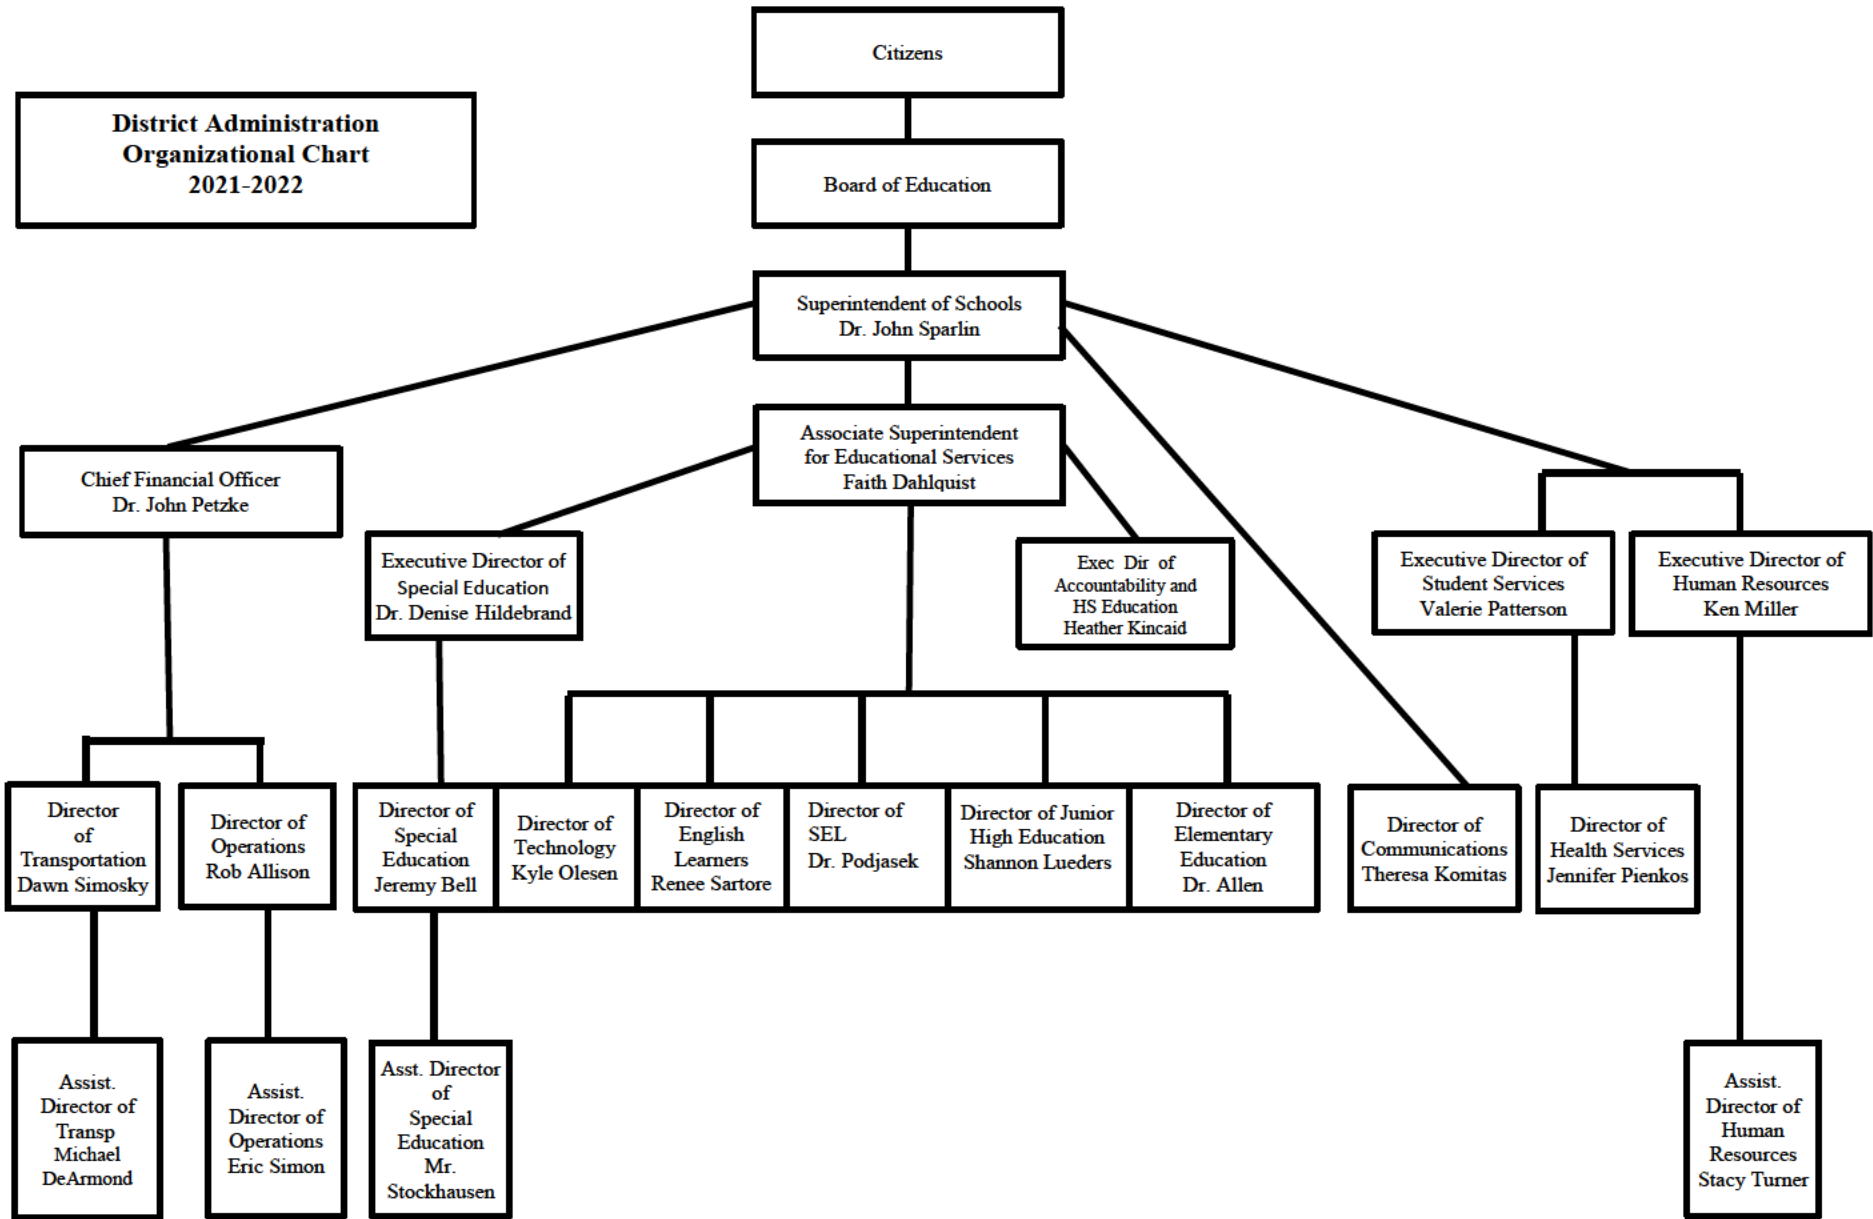 Citizens
District Administration
Organizational Chart
2021-2022
Board of Education
Superintendent of Schools
Dr. John Sparlin
Associate Superintendent
for Educational Services
Faith Dahlquist
Chief Financial Officer
Dr. John Petzke
Executive Director of
Special Education
Dr. Denise Hildebrand
Exec Dir of
Accountability and
HS Education
Heather Kincaid
Executive Director of
Student Services
Valerie Patterson
Executive Director of
Human Resources
Ken Miller
Director
of
Transportation
Dawn Simosky
Director of
Operations
Rob Allison
Director of
Special
Education
Jeremy Bell
Director of
Technology
Kyle Olesen
Director of
English
Learners
Renee Sartore
Director of
SEL
Dr. Podjasek
Director of Junior
High Education
Shannon Lueders
Director of
Elementary
Education
Dr. Allen
Director of
Communications
Theresa Komitas
Director of
Health Services
Jennifer Pienkos
Assist.
Director of
Transp
Michael
DeArmond
Assist.
Director of
Operations
Eric Simon
Asst. Director
of
Special
Education
Mr.
Stockhausen
Assist.
Director of
Human
Resources
Stacy Turner